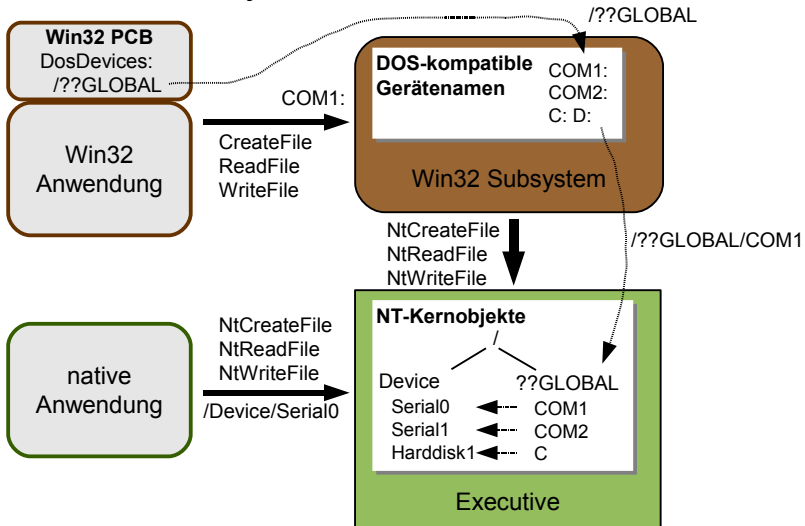 /??GLOBAL
Win32 PCB
DosDevices:
/??GLOBAL
DOS-kompatible
Gerätenamen
COM1:
COM2:
C: D:
COM1:
CreateFile
ReadFile
WriteFile
Win32
Anwendung
Win32 Subsystem
NtCreateFile
NtReadFile
NtWriteFile
/??GLOBAL/COM1
NT-Kernobjekte
/
NtCreateFile
NtReadFile
NtWriteFile
/Device/Serial0
native
Anwendung
Device ??GLOBAL
Serial0 COM1
Serial1 COM2
Harddisk1 C
Executive